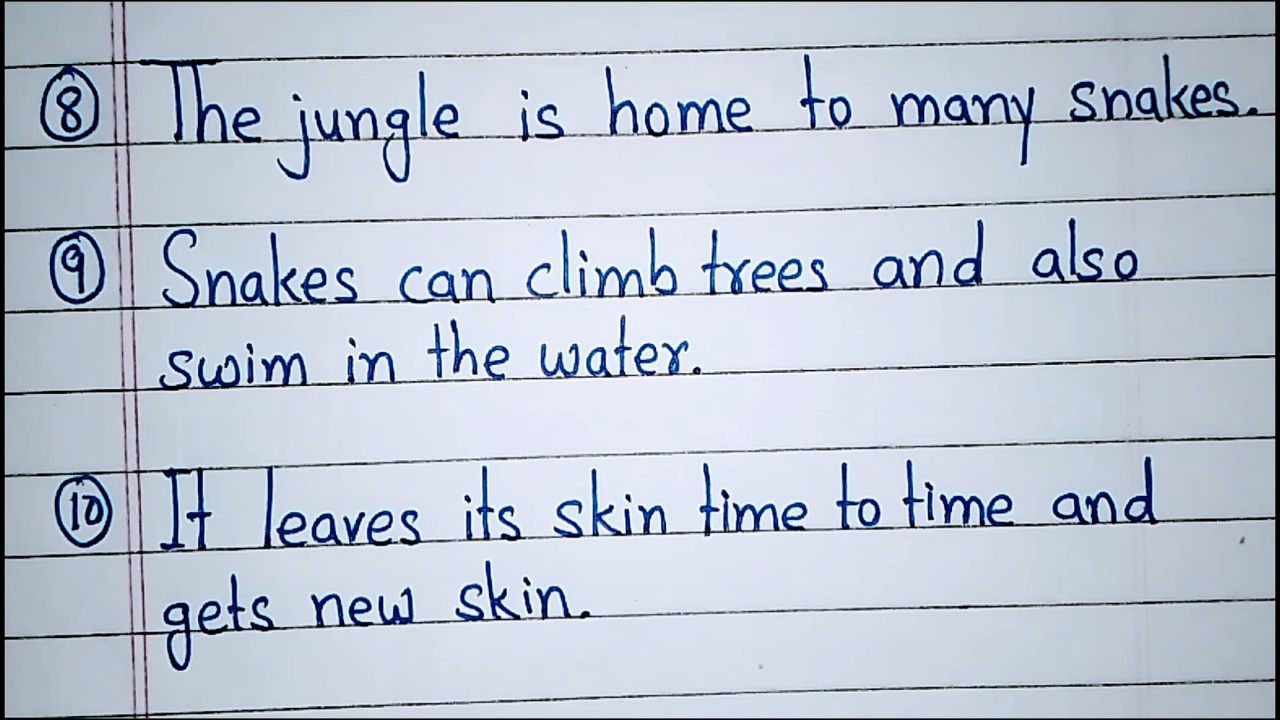 ⑧ The jungle is home to many snakes.
⑨ Snakes can climb trees and also
swim in the water.
⑩ It leaves its skin time to time and
gets new skin.